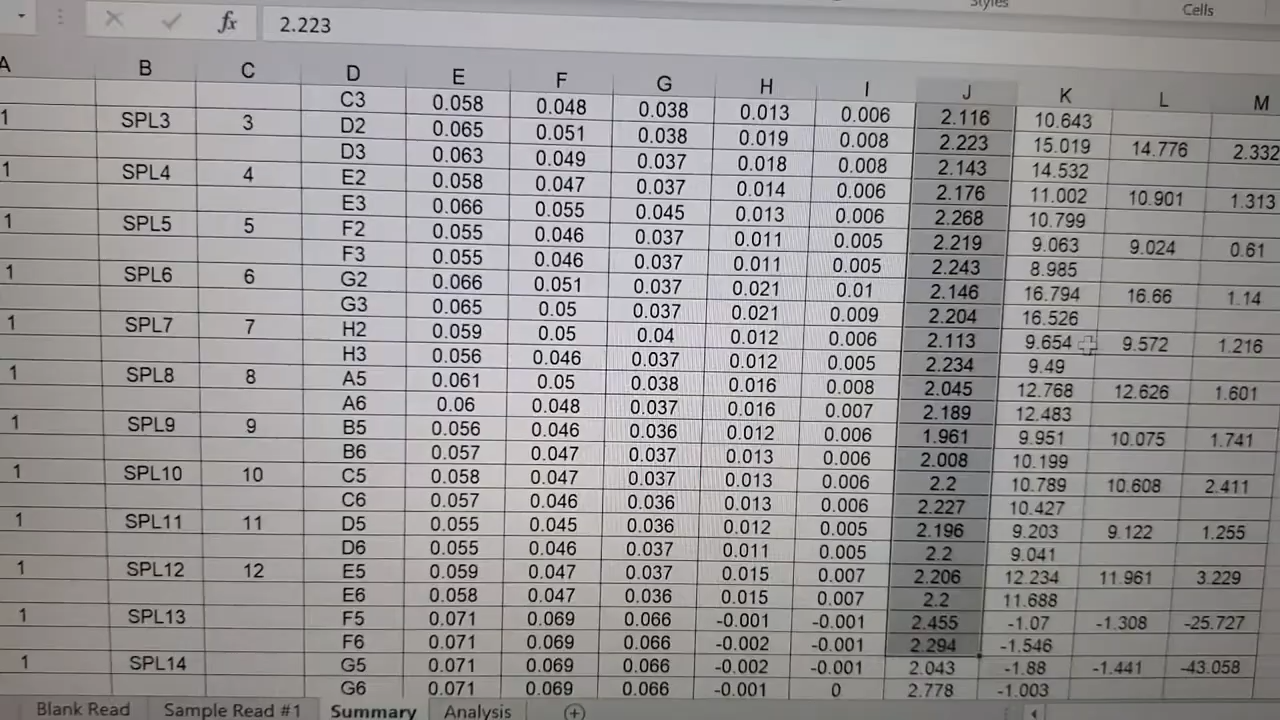 Styles Cells
fx 2.223
A B C D E F G H I J K L M
C3 0.058 0.048 0.038 0.013 0.006 2.116 10.643
1 SPL3 3 D2 0.065 0.051 0.038 0.019 0.008 2.223 15.019 14.776 2.332
D3 0.063 0.049 0.037 0.018 0.008 2.143 14.532
1 SPL4 4 E2 0.058 0.047 0.037 0.014 0.006 2.176 11.002 10.901 1.313
E3 0.066 0.055 0.045 0.013 0.006 2.268 10.799
1 SPL5 5 F2 0.055 0.046 0.037 0.011 0.005 2.219 9.063 9.024 0.61
F3 0.055 0.046 0.037 0.011 0.005 2.243 8.985
1 SPL6 6 G2 0.066 0.051 0.037 0.021 0.01 2.146 16.794 16.66 1.14
G3 0.065 0.05 0.037 0.021 0.009 2.204 16.526
1 SPL7 7 H2 0.059 0.05 0.04 0.012 0.006 2.113 9.654 9.572 1.216
H3 0.056 0.046 0.037 0.012 0.005 2.234 9.49
1 SPL8 8 A5 0.061 0.05 0.038 0.016 0.008 2.045 12.768 12.626 1.601
A6 0.06 0.048 0.037 0.016 0.007 2.189 12.483
1 SPL9 9 B5 0.056 0.046 0.036 0.012 0.006 1.961 9.951 10.075 1.741
B6 0.057 0.047 0.037 0.013 0.006 2.008 10.199
1 SPL10 10 C5 0.058 0.047 0.037 0.013 0.006 2.2 10.789 10.608 2.411
C6 0.057 0.046 0.036 0.013 0.006 2.227 10.427
1 SPL11 11 D5 0.055 0.045 0.036 0.012 0.005 2.196 9.203 9.122 1.255
D6 0.055 0.046 0.037 0.011 0.005 2.2 9.041
1 SPL12 12 E5 0.059 0.047 0.037 0.015 0.007 2.206 12.234 11.961 3.229
E6 0.058 0.047 0.036 0.015 0.007 2.2 11.688
1 SPL13 F5 0.071 0.069 0.066 -0.001 -0.001 2.455 -1.07 -1.308 -25.727
F6 0.071 0.069 0.066 -0.002 -0.001 2.294 -1.546
1 SPL14 G5 0.071 0.069 0.066 -0.002 -0.001 2.043 -1.88 -1.441 -43.058
G6 0.071 0.069 0.066 -0.001 0 2.778 -1.003
Blank Read Sample Read #1 Summary Analysis